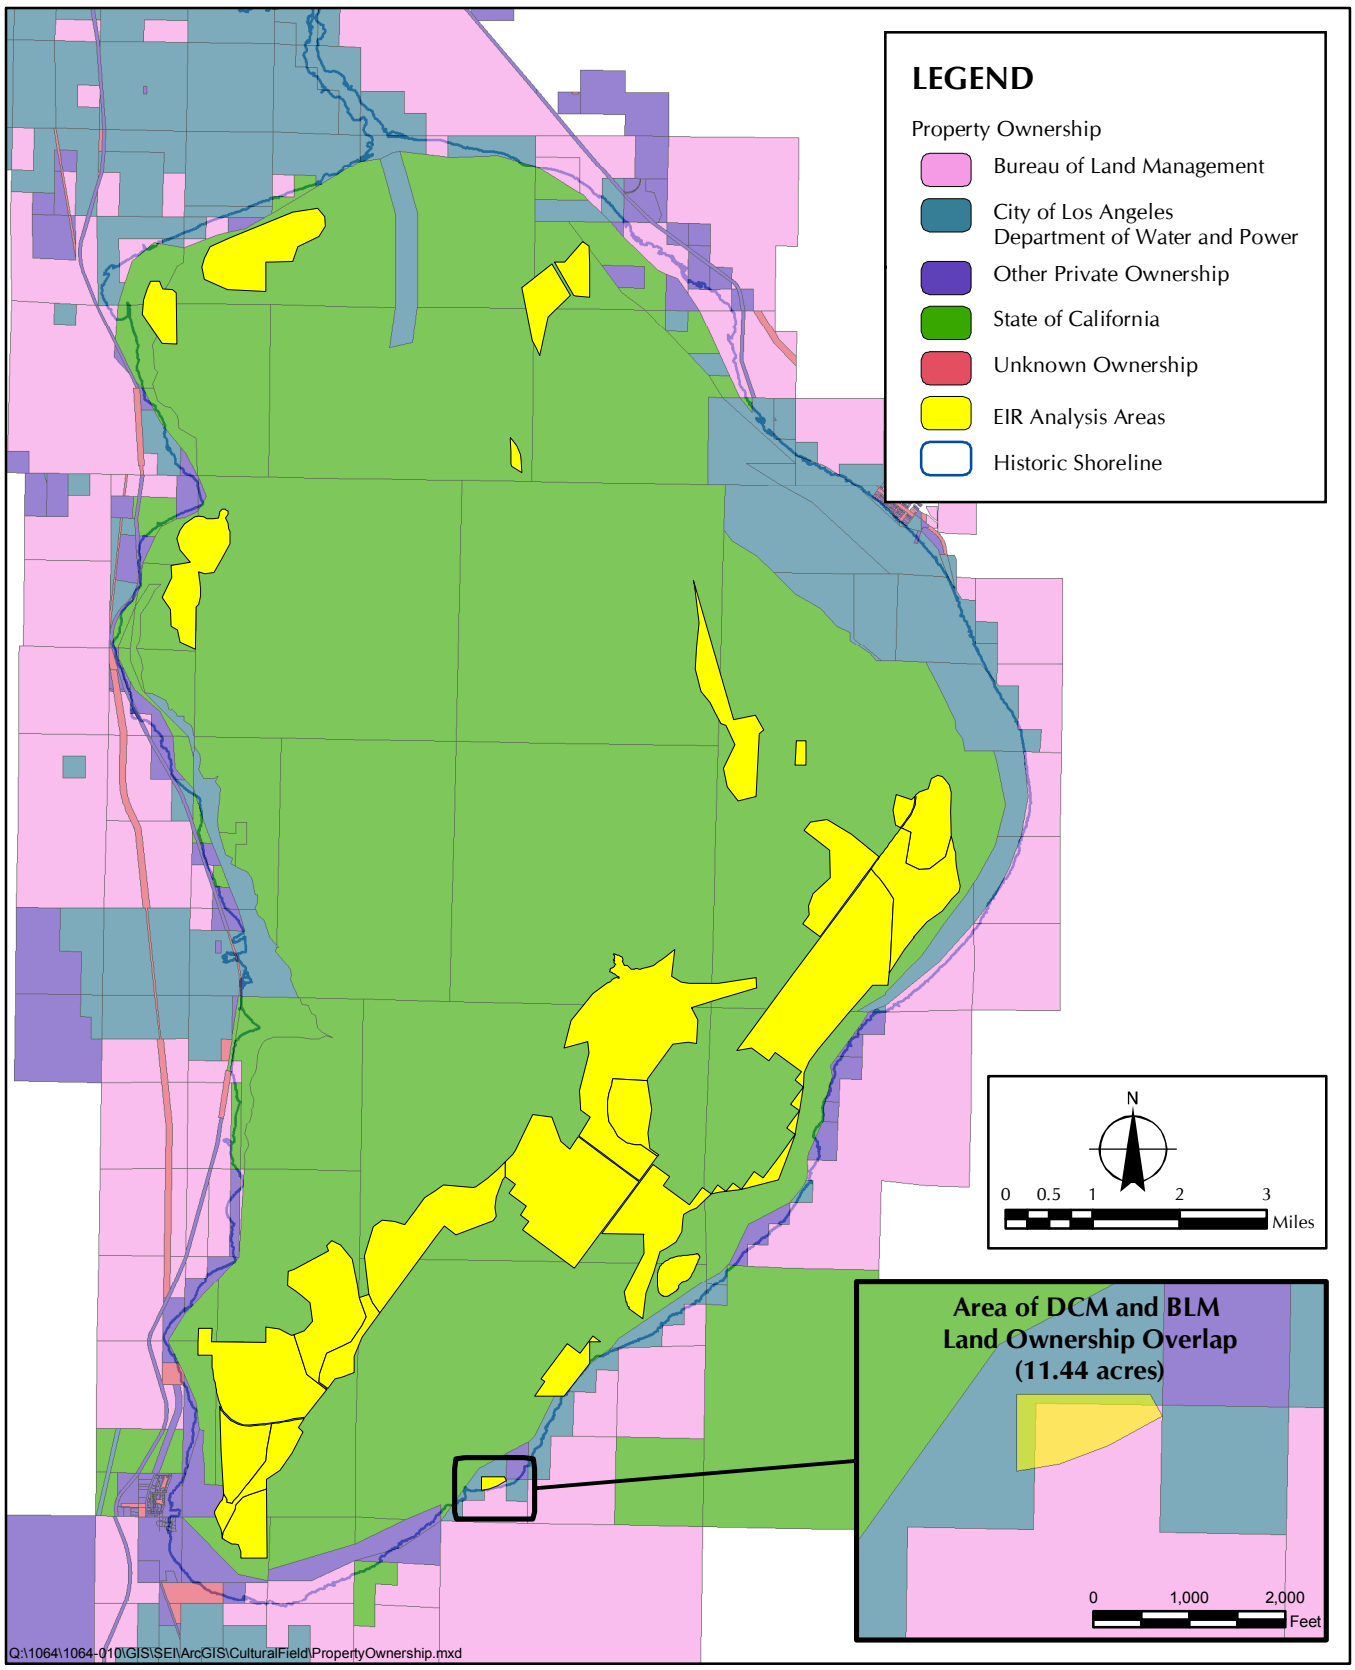 LEGEND
Property Ownership
Bureau of Land Management
City of Los Angeles
Department of Water and Power
Other Private Ownership
State of California
Unknown Ownership
EIR Analysis Areas
Historic Shoreline
N
0 0.5 1 2 3
Miles
Area of DCM and BLM
Land Ownership Overlap
(11.44 acres)
0 1,000 2,000
Feet
Q:\1064\1064-010\GIS\SEI\ArcGIS\CulturalField\PropertyOwnership.mxd